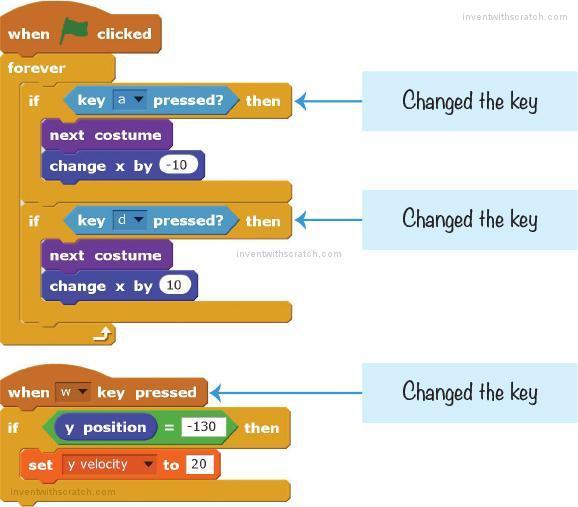 inventwithscratch.com
when clicked
forever
if key a pressed? then
Changed the key
next costume
change x by -10
if key d pressed? then
Changed the key
next costume
inventwithscratch.com
change x by 10
when w key pressed
Changed the key
if y position = -130 then
set y velocity to 20
inventwithscratch.com